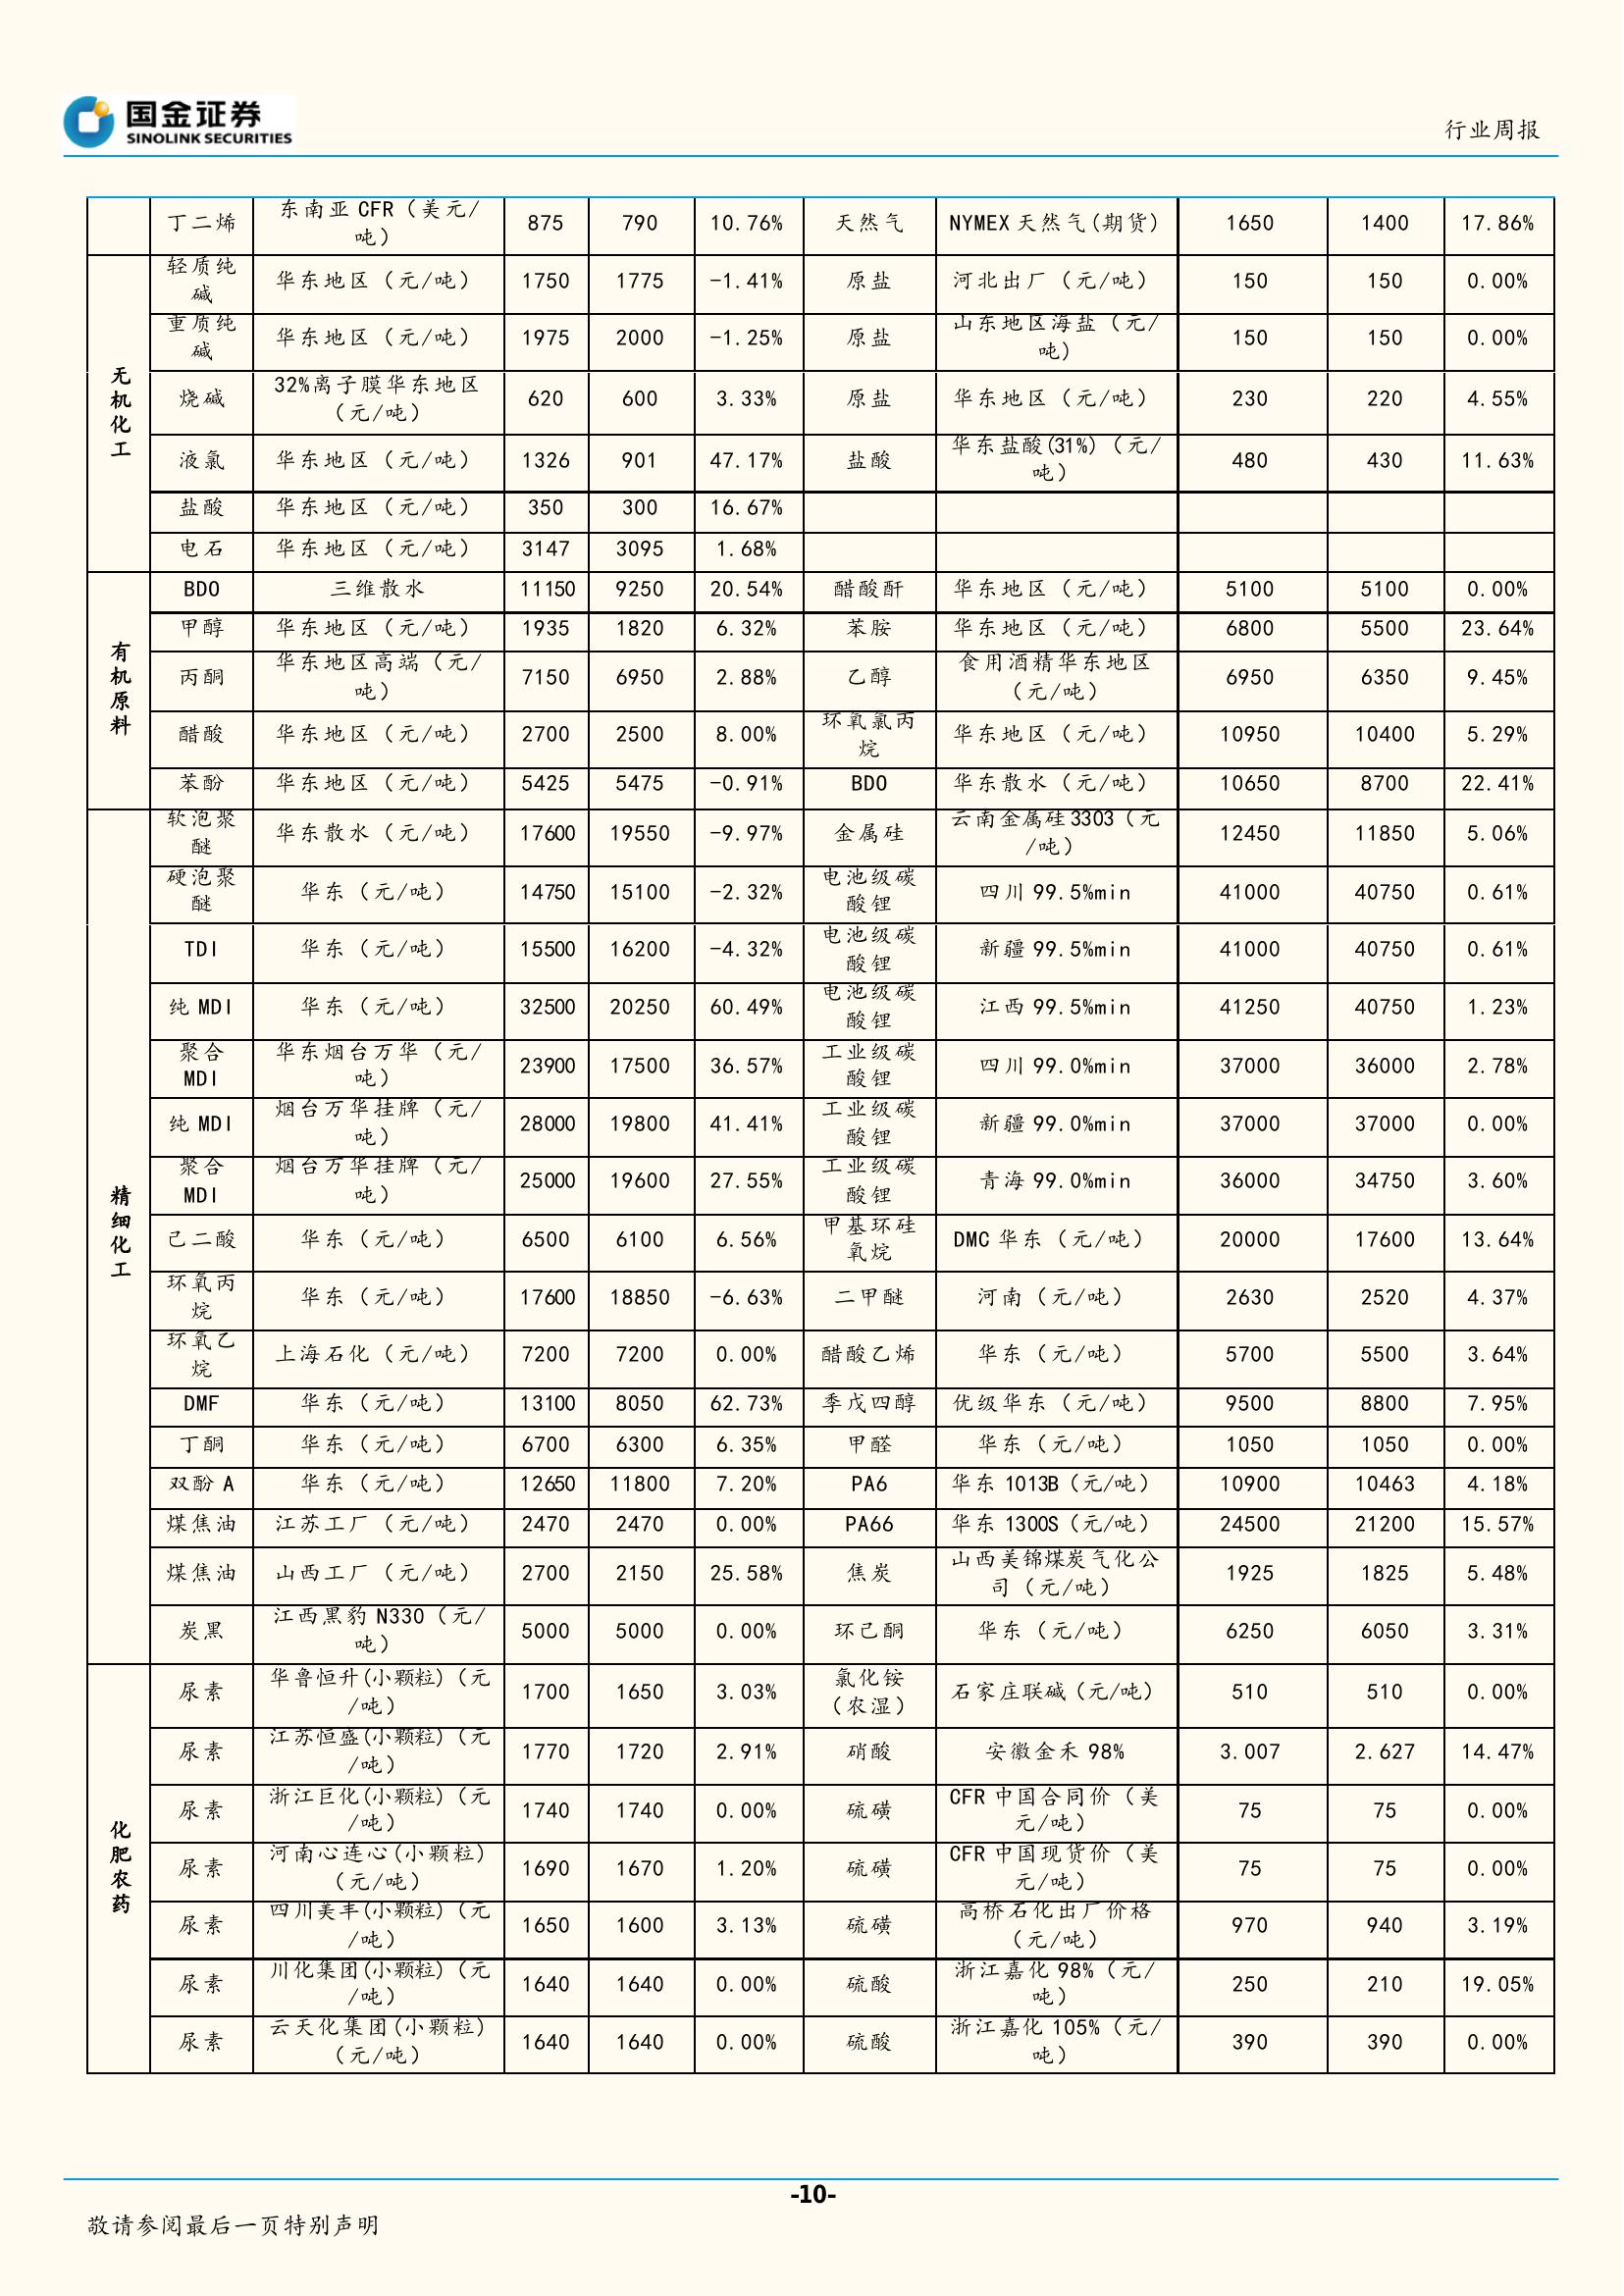 国金证券
SINOLINK SECURITIES
行业周报
丁二烯 东南亚 CFR（美元/吨） 875 790 10.76% 天然气 NYMEX 天然气(期货) 1650 1400 17.86%
无机化工
轻质纯碱 华东地区（元/吨） 1750 1775 -1.41% 原盐 河北出厂（元/吨） 150 150 0.00%
重质纯碱 华东地区（元/吨） 1975 2000 -1.25% 原盐 山东地区海盐（元/吨） 150 150 0.00%
烧碱 32%离子膜华东地区（元/吨） 620 600 3.33% 原盐 华东地区（元/吨） 230 220 4.55%
液氯 华东地区（元/吨） 1326 901 47.17% 盐酸 华东盐酸(31%)（元/吨） 480 430 11.63%
盐酸 华东地区（元/吨） 350 300 16.67%
电石 华东地区（元/吨） 3147 3095 1.68%
有机原料
BDO 三维散水 11150 9250 20.54% 醋酸酐 华东地区（元/吨） 5100 5100 0.00%
甲醇 华东地区（元/吨） 1935 1820 6.32% 苯胺 华东地区（元/吨） 6800 5500 23.64%
丙酮 华东地区高端（元/吨） 7150 6950 2.88% 乙醇 食用酒精华东地区（元/吨） 6950 6350 9.45%
醋酸 华东地区（元/吨） 2700 2500 8.00% 环氧氯丙烷 华东地区（元/吨） 10950 10400 5.29%
苯酚 华东地区（元/吨） 5425 5475 -0.91% BDO 华东散水（元/吨） 10650 8700 22.41%
精细化工
软泡聚醚 华东散水（元/吨） 17600 19550 -9.97% 金属硅 云南金属硅3303（元/吨） 12450 11850 5.06%
硬泡聚醚 华东（元/吨） 14750 15100 -2.32% 电池级碳酸锂 四川 99.5%min 41000 40750 0.61%
TDI 华东（元/吨） 15500 16200 -4.32% 电池级碳酸锂 新疆 99.5%min 41000 40750 0.61%
纯 MDI 华东（元/吨） 32500 20250 60.49% 电池级碳酸锂 江西 99.5%min 41250 40750 1.23%
聚合 MDI 华东烟台万华（元/吨） 23900 17500 36.57% 工业级碳酸锂 四川 99.0%min 37000 36000 2.78%
纯 MDI 烟台万华挂牌（元/吨） 28000 19800 41.41% 工业级碳酸锂 新疆 99.0%min 37000 37000 0.00%
聚合 MDI 烟台万华挂牌（元/吨） 25000 19600 27.55% 工业级碳酸锂 青海 99.0%min 36000 34750 3.60%
己二酸 华东（元/吨） 6500 6100 6.56% 甲基环硅氧烷 DMC 华东（元/吨） 20000 17600 13.64%
环氧丙烷 华东（元/吨） 17600 18850 -6.63% 二甲醚 河南（元/吨） 2630 2520 4.37%
环氧乙烷 上海石化（元/吨） 7200 7200 0.00% 醋酸乙烯 华东（元/吨） 5700 5500 3.64%
DMF 华东（元/吨） 13100 8050 62.73% 季戊四醇 优级华东（元/吨） 9500 8800 7.95%
丁酮 华东（元/吨） 6700 6300 6.35% 甲醛 华东（元/吨） 1050 1050 0.00%
双酚 A 华东（元/吨） 12650 11800 7.20% PA6 华东 1013B（元/吨） 10900 10463 4.18%
煤焦油 江苏工厂（元/吨） 2470 2470 0.00% PA66 华东 1300S（元/吨） 24500 21200 15.57%
煤焦油 山西工厂（元/吨） 2700 2150 25.58% 焦炭 山西美锦煤炭气化公司（元/吨） 1925 1825 5.48%
炭黑 江西黑豹 N330（元/吨） 5000 5000 0.00% 环己酮 华东（元/吨） 6250 6050 3.31%
化肥农药
尿素 华鲁恒升(小颗粒)（元/吨） 1700 1650 3.03% 氯化铵（农湿） 石家庄联碱（元/吨） 510 510 0.00%
尿素 江苏恒盛(小颗粒)（元/吨） 1770 1720 2.91% 硝酸 安徽金禾 98% 3.007 2.627 14.47%
尿素 浙江巨化(小颗粒)（元/吨） 1740 1740 0.00% 硫磺 CFR 中国合同价（美元/吨） 75 75 0.00%
尿素 河南心连心(小颗粒)（元/吨） 1690 1670 1.20% 硫磺 CFR 中国现货价（美元/吨） 75 75 0.00%
尿素 四川美丰(小颗粒)（元/吨） 1650 1600 3.13% 硫磺 高桥石化出厂价格（元/吨） 970 940 3.19%
尿素 川化集团(小颗粒)（元/吨） 1640 1640 0.00% 硫酸 浙江嘉化 98%（元/吨） 250 210 19.05%
尿素 云天化集团(小颗粒)（元/吨） 1640 1640 0.00% 硫酸 浙江嘉化 105%（元/吨） 390 390 0.00%
-10-
敬请参阅最后一页特别声明